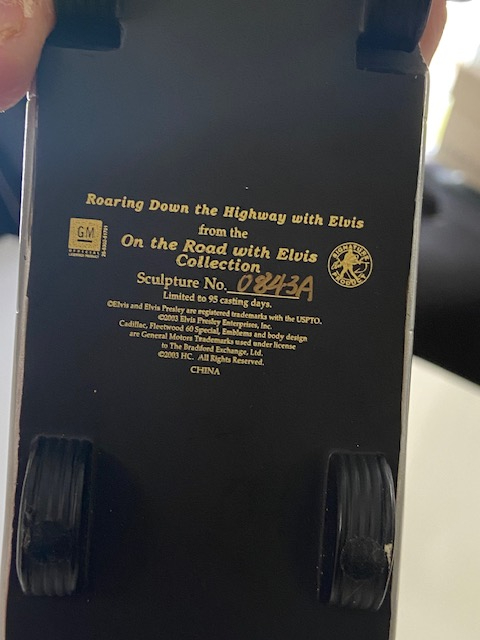 Roaring Down the Highway with Elvis
from the
On the Road with Elvis
Collection
GM
SIGNATURE
PRODUCT
Sculpture No. 0843A
Limited to 95 casting days.
©Elvis and Elvis Presley are registered trademarks with the USPTO.
©2003 Elvis Presley Enterprises, Inc.
Cadillac, Fleetwood 60 Special, Emblems and body design
are General Motors Trademarks used under license
to The Bradford Exchange, Ltd.
©2003 HC. All Rights Reserved.
CHINA